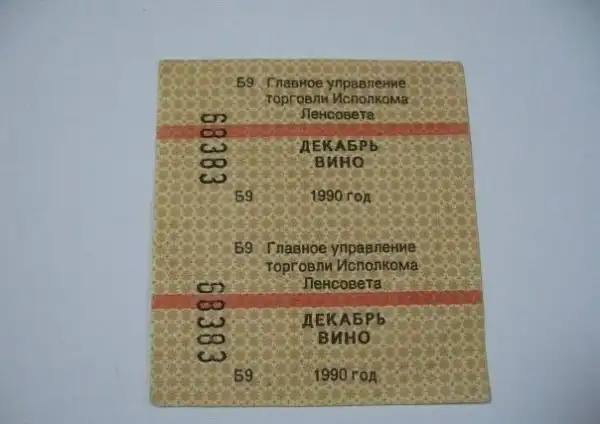 Б9 Главное управление
торговли Исполкома
Ленсовета
68383
ДЕКАБРЬ
ВИНО
Б9 1990 год
Б9 Главное управление
торговли Исполкома
Ленсовета
68383
ДЕКАБРЬ
ВИНО
Б9 1990 год